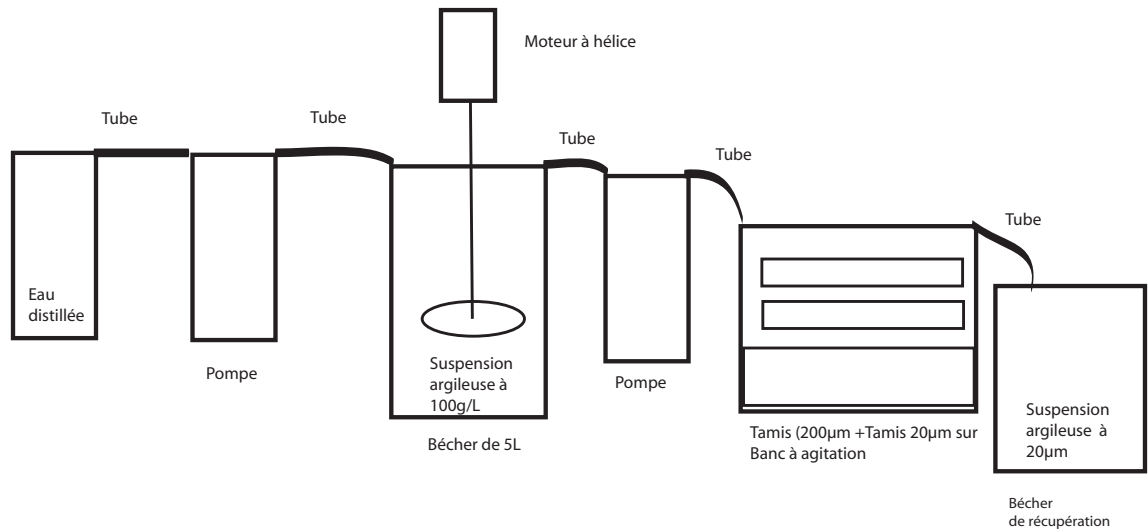 Moteur à hélice
Tube
Tube
Tube
Tube
Tube
Eau
distillée
Pompe
Suspension
argileuse à
100g/L
Bécher de 5L
Pompe
Tamis (200µm +Tamis 20µm sur
Banc à agitation
Suspension
argileuse à
20µm
Bécher
de récupération